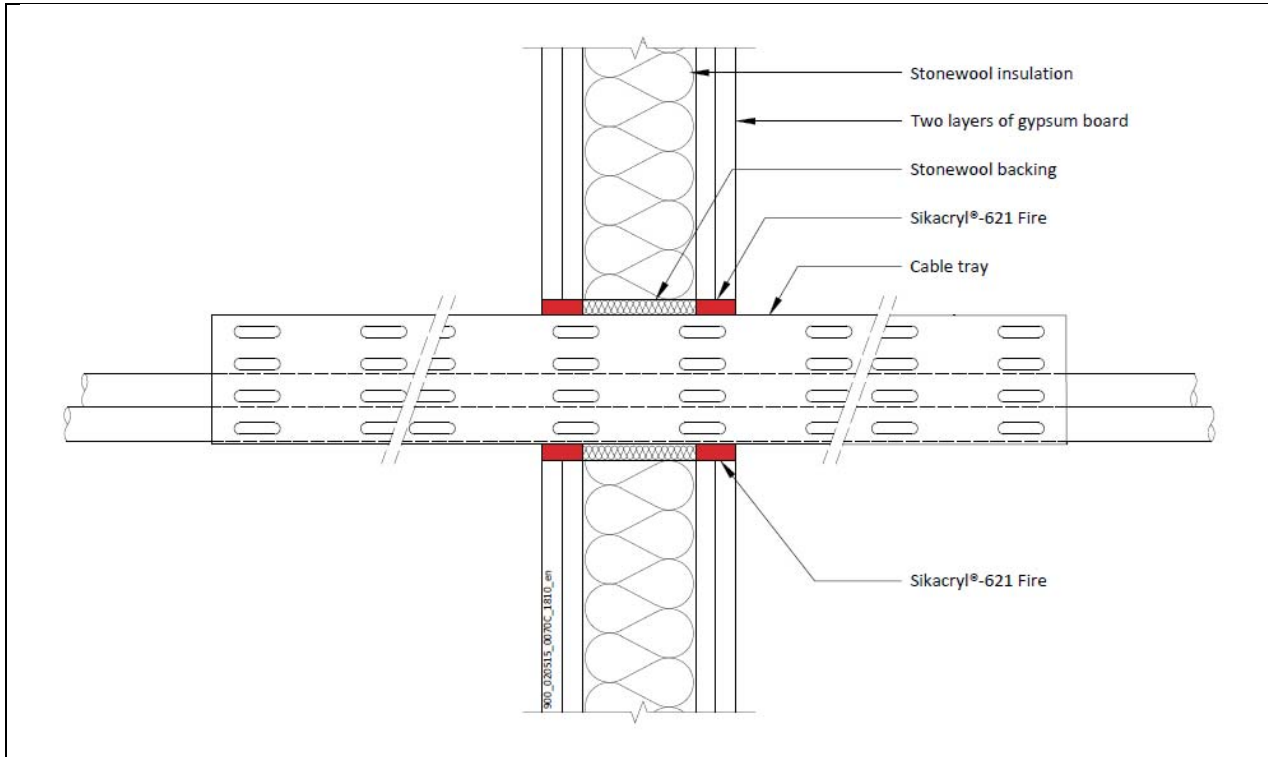 Stonewool insulation
Two layers of gypsum board
Stonewool backing
Sikacryl®-621 Fire
Cable tray
Sikacryl®-621 Fire
900_020515_0070C_1810_en